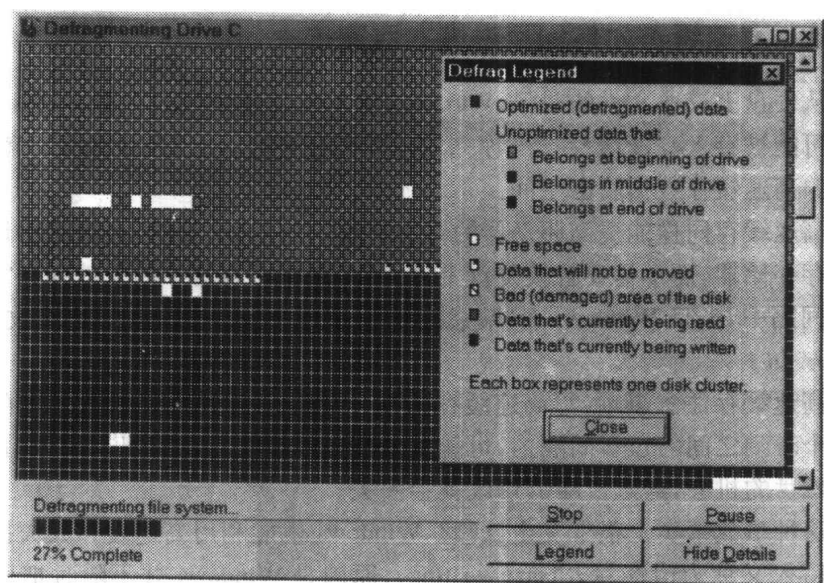 Defragmenting Drive C
Defrag Legend
Optimized (defragmented) data
Unoptimized data that:
Belongs at beginning of drive
Belongs in middle of drive
Belongs at end of drive
Free space
Data that will not be moved
Bad (damaged) area of the disk
Data that's currently being read
Data that's currently being written
Each box represents one disk cluster.
Close
Defragmenting file system...
Stop
Pause
27% Complete
Legend
Hide Details